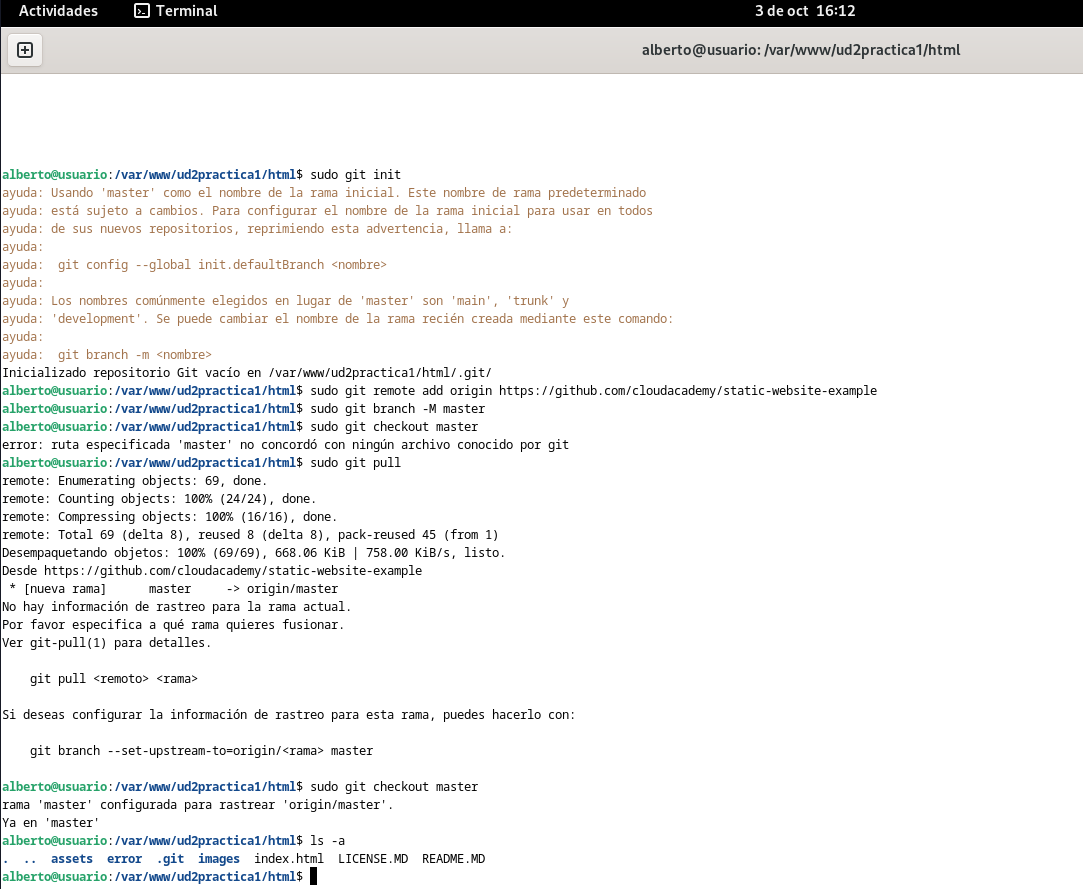 Actividades Terminal 3 de oct 16:12
alberto@usuario: /var/www/ud2practica1/html
alberto@usuario:/var/www/ud2practica1/html$ sudo git init
ayuda: Usando 'master' como el nombre de la rama inicial. Este nombre de rama predeterminado
ayuda: está sujeto a cambios. Para configurar el nombre de la rama inicial para usar en todos
ayuda: de sus nuevos repositorios, reprimiendo esta advertencia, llama a:
ayuda:
ayuda:  git config --global init.defaultBranch <nombre>
ayuda:
ayuda: Los nombres comúnmente elegidos en lugar de 'master' son 'main', 'trunk' y
ayuda: 'development'. Se puede cambiar el nombre de la rama recién creada mediante este comando:
ayuda:
ayuda:  git branch -m <nombre>
Inicializado repositorio Git vacío en /var/www/ud2practica1/html/.git/
alberto@usuario:/var/www/ud2practica1/html$ sudo git remote add origin https://github.com/cloudacademy/static-website-example
alberto@usuario:/var/www/ud2practica1/html$ sudo git branch -M master
alberto@usuario:/var/www/ud2practica1/html$ sudo git checkout master
error: ruta especificada 'master' no concordó con ningún archivo conocido por git
alberto@usuario:/var/www/ud2practica1/html$ sudo git pull
remote: Enumerating objects: 69, done.
remote: Counting objects: 100% (24/24), done.
remote: Compressing objects: 100% (16/16), done.
remote: Total 69 (delta 8), reused 8 (delta 8), pack-reused 45 (from 1)
Desempaquetando objetos: 100% (69/69), 668.06 KiB | 758.00 KiB/s, listo.
Desde https://github.com/cloudacademy/static-website-example
 * [nueva rama]      master     -> origin/master
No hay información de rastreo para la rama actual.
Por favor especifica a qué rama quieres fusionar.
Ver git-pull(1) para detalles.
    git pull <remoto> <rama>
Si deseas configurar la información de rastreo para esta rama, puedes hacerlo con:
    git branch --set-upstream-to=origin/<rama> master
alberto@usuario:/var/www/ud2practica1/html$ sudo git checkout master
rama 'master' configurada para rastrear 'origin/master'.
Ya en 'master'
alberto@usuario:/var/www/ud2practica1/html$ ls -a
.  ..  assets  error  .git  images  index.html  LICENSE.MD  README.MD
alberto@usuario:/var/www/ud2practica1/html$